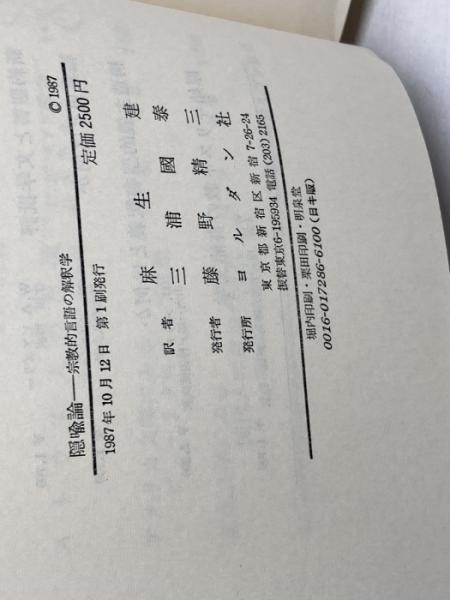 隠喩論──宗教的言語の解釈学
1987年10月12日 第1刷発行
© 1987
定価2500円
訳者 麻生建
三浦國泰
発行者 藤野精三
発行所 ヨルダン社
東京都新宿区新宿7-26-24
振替東京6-195934 電話(203)2165
堀内印刷・栗田印刷・明泉堂
0016-017286-6100(日キ版)